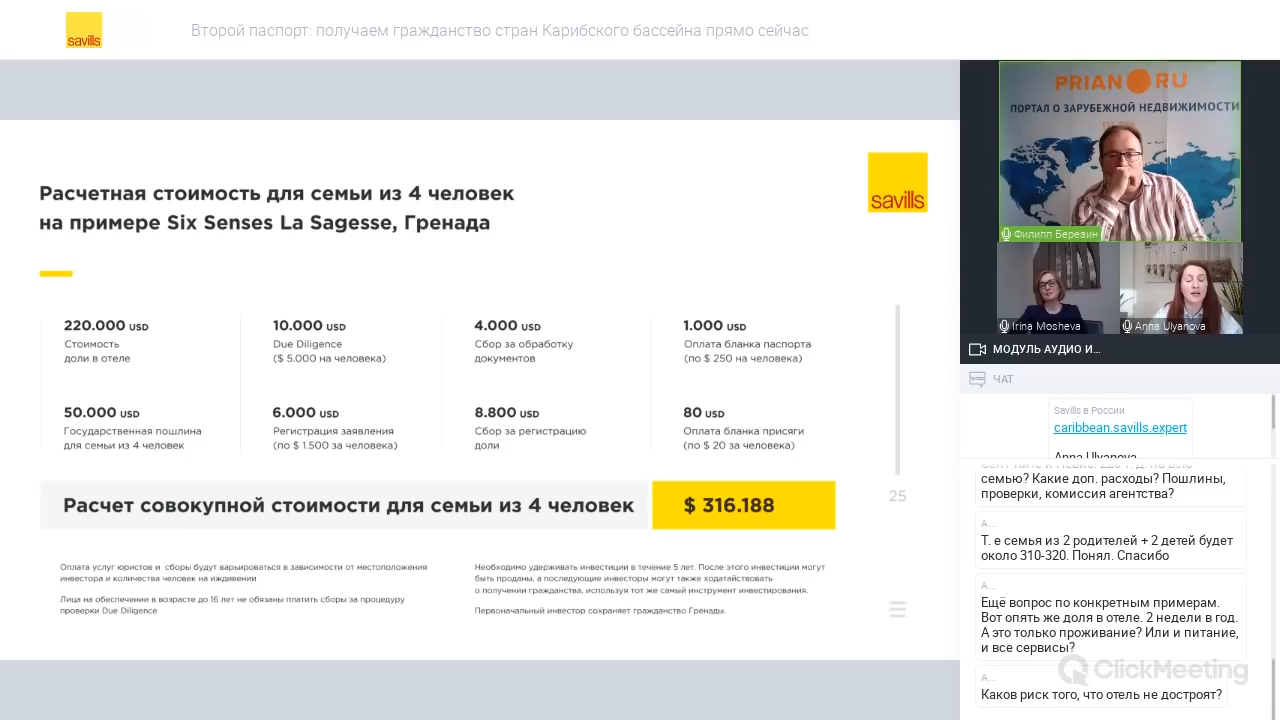 savills
Второй паспорт: получаем гражданство стран Карибского бассейна прямо сейчас
Расчетная стоимость для семьи из 4 человек
на примере Six Senses La Sagesse, Гренада
savills
220.000 USD
Стоимость
доли в отеле
10.000 USD
Due Diligence
($ 5.000 на человека)
4.000 USD
Сбор за обработку
документов
1.000 USD
Оплата бланка паспорта
(по $ 250 на человека)
50.000 USD
Государственная пошлина
для семьи из 4 человек
6.000 USD
Регистрация заявления
(по $ 1.500 за человека)
8.800 USD
Сбор за регистрацию
доли
80 USD
Оплата бланка присяги
(по $ 20 за человека)
Расчет совокупной стоимости для семьи из 4 человек
$ 316.188
25
Оплата услуг юристов и сборы будут варьироваться в зависимости от местоположения
инвестора и количества человек на иждивении
Лица на обеспечении в возрасте до 16 лет не обязаны платить сборы за процедуру
проверки Due Diligence
Необходимо удерживать инвестиции в течение 5 лет. После этого инвестиции могут
быть проданы, а последующие инвесторы могут также ходатайствовать
о получении гражданства, используя тот же самый инструмент инвестирования.
Первоначальный инвестор сохраняет гражданство Гренады.
PRIAN RU
ПОРТАЛ О ЗАРУБЕЖНОЙ НЕДВИЖИМОСТИ
Филипп Березин
Irina Mosheva
Anna Ulyanova
МОДУЛЬ АУДИО И...
ЧАТ
Savills в России
caribbean.savills.expert
Anna Ulyanova
семью? Какие доп. расходы? Пошлины,
проверки, комиссия агентства?
А...
Т. е семья из 2 родителей + 2 детей будет
около 310-320. Понял. Спасибо
А...
Ещё вопрос по конкретным примерам.
Вот опять же доля в отеле. 2 недели в год.
А это только проживание? Или и питание,
и все сервисы?
А...
Каков риск того, что отель не достроят?
ClickMeeting